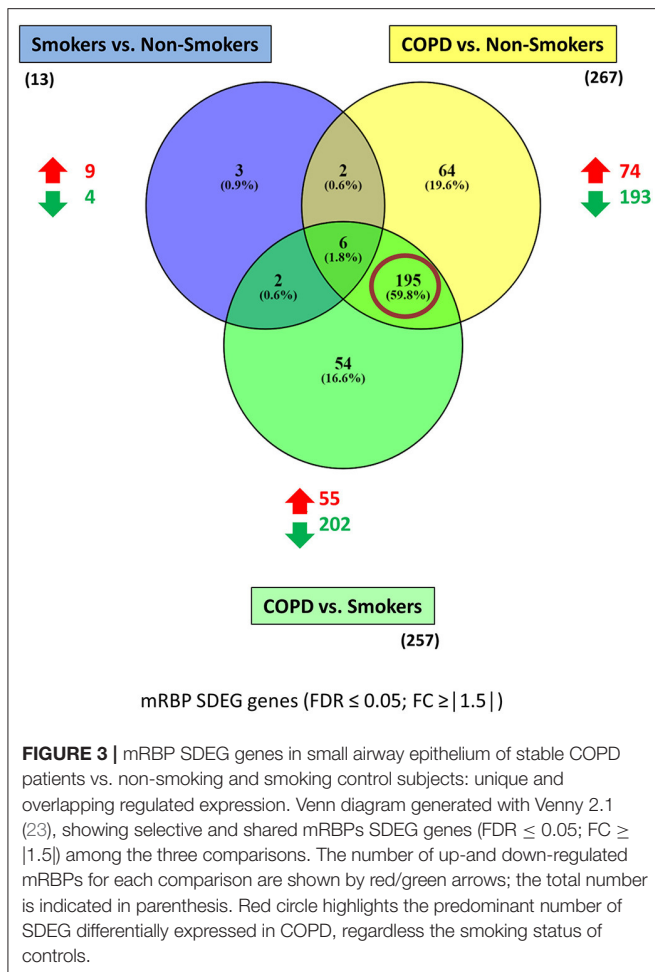 Smokers vs. Non-Smokers
(13)
COPD vs. Non-Smokers
(267)
9
4
74
193
3
(0.9%)
2
(0.6%)
64
(19.6%)
6
(1.8%)
2
(0.6%)
195
(59.8%)
54
(16.6%)
55
202
COPD vs. Smokers
(257)
mRBP SDEG genes (FDR ≤ 0.05; FC ≥|1.5|)
FIGURE 3 | mRBP SDEG genes in small airway epithelium of stable COPD
patients vs. non-smoking and smoking control subjects: unique and
overlapping regulated expression. Venn diagram generated with Venny 2.1
(23), showing selective and shared mRBPs SDEG genes (FDR ≤ 0.05; FC ≥
|1.5|) among the three comparisons. The number of up-and down-regulated
mRBPs for each comparison are shown by red/green arrows; the total number
is indicated in parenthesis. Red circle highlights the predominant number of
SDEG differentially expressed in COPD, regardless the smoking status of
controls.